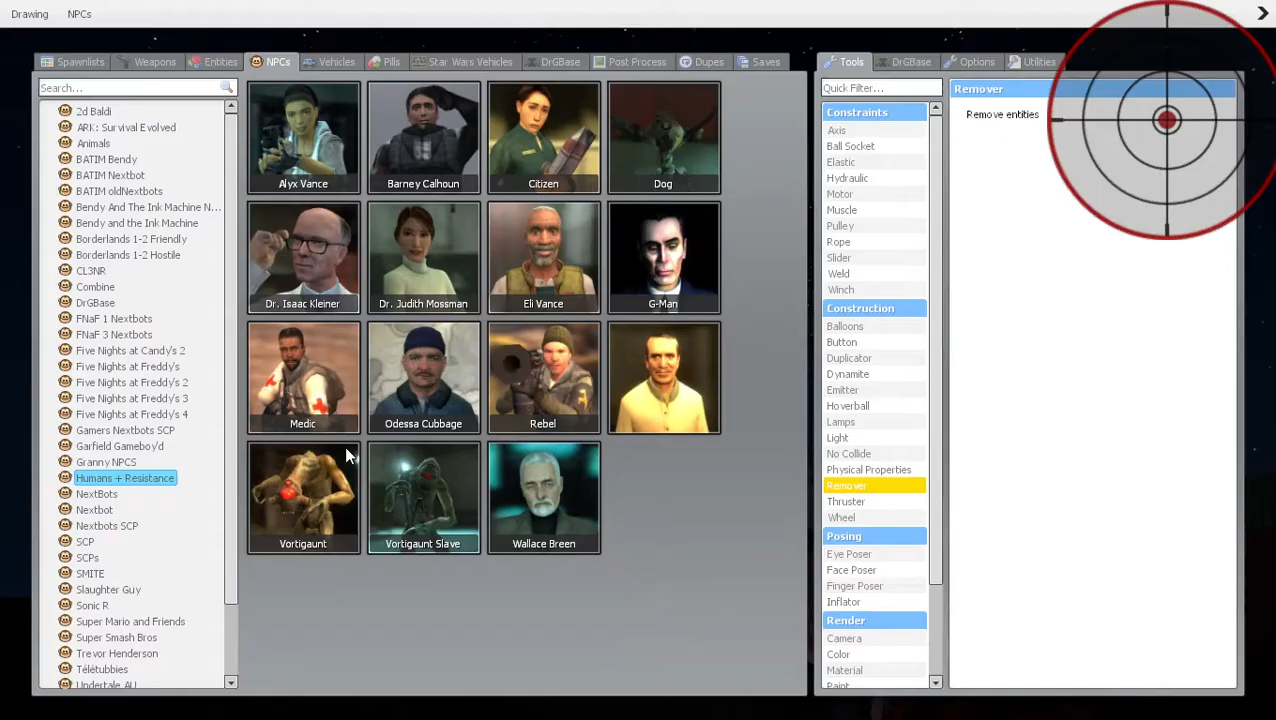 Drawing NPCs
Spawnlists Weapons Entities NPCs Vehicles Pills Star Wars Vehicles DrGBase Post Process Dupes Saves
Search...
2d Baldi
ARK: Survival Evolved
Animals
BATIM Bendy
BATIM Nextbot
BATIM oldNextbots
Bendy And The Ink Machine N...
Bendy and the Ink Machine
Borderlands 1-2 Friendly
Borderlands 1-2 Hostile
CL3NR
Combine
DrGBase
FNaF 1 Nextbots
FNaF 3 Nextbots
Five Nights at Candy's 2
Five Nights at Freddy's
Five Nights at Freddy's 2
Five Nights at Freddy's 3
Five Nights at Freddy's 4
Gamers Nextbots SCP
Garfield Gameboy'd
Granny NPCS
Humans + Resistance
NextBots
Nextbot
Nextbots SCP
SCP
SCPs
SMITE
Slaughter Guy
Sonic R
Super Mario and Friends
Super Smash Bros
Trevor Henderson
Télétubbies
Undertale AU
Alyx Vance Barney Calhoun Citizen Dog
Dr. Isaac Kleiner Dr. Judith Mossman Eli Vance G-Man
Medic Odessa Cubbage Rebel
Vortigaunt Vortigaunt Slave Wallace Breen
Tools DrGBase Options Utilities
Quick Filter...
Constraints
Axis
Ball Socket
Elastic
Hydraulic
Motor
Muscle
Pulley
Rope
Slider
Weld
Winch
Construction
Balloons
Button
Duplicator
Dynamite
Emitter
Hoverball
Lamps
Light
No Collide
Physical Properties
Remover
Thruster
Wheel
Posing
Eye Poser
Face Poser
Finger Poser
Inflator
Render
Camera
Color
Material
Paint
Remover
Remove entities